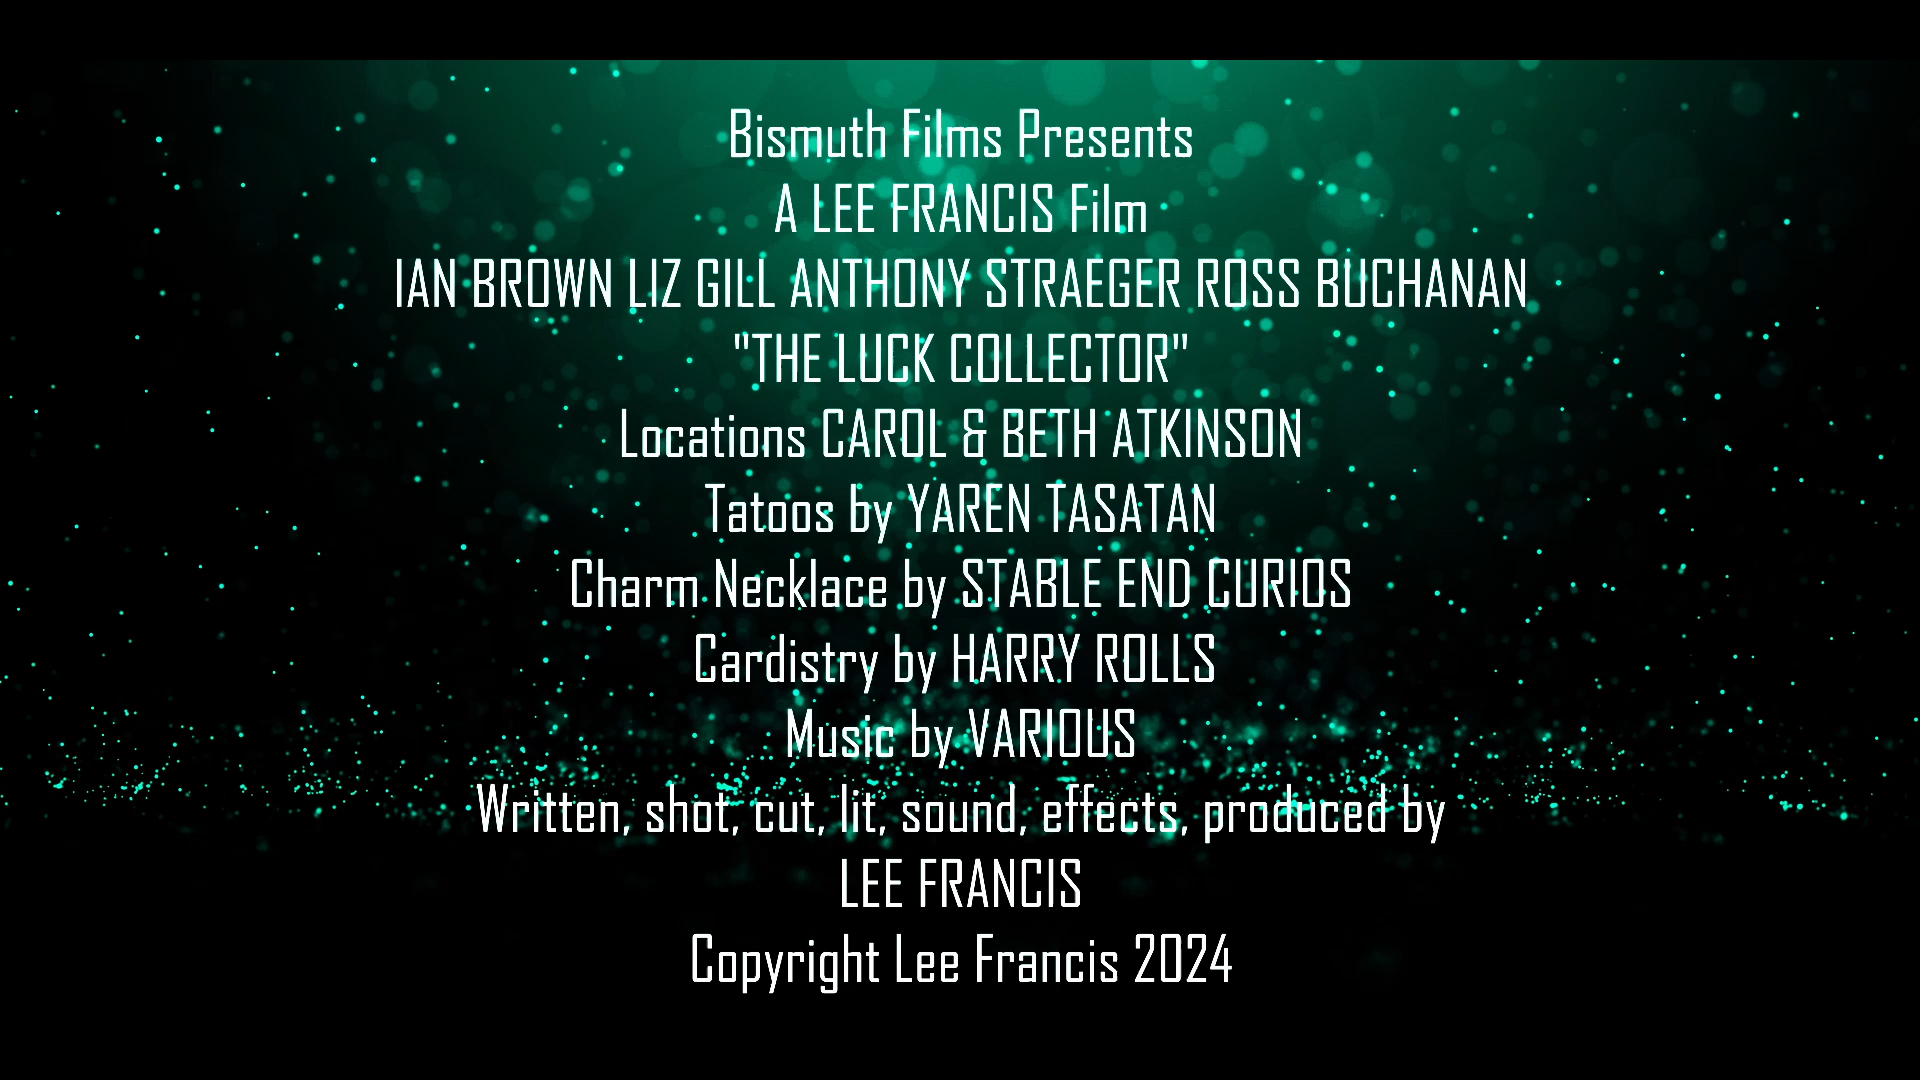 Bismuth Films Presents
A LEE FRANCIS Film
IAN BROWN LIZ GILL ANTHONY STRAEGER ROSS BUCHANAN
"THE LUCK COLLECTOR"
Locations CAROL & BETH ATKINSON
Tatoos by YAREN TASATAN
Charm Necklace by STABLE END CURIOS
Cardistry by HARRY ROLLS
Music by VARIOUS
Written, shot, cut, lit, sound, effects, produced by
LEE FRANCIS
Copyright Lee Francis 2024